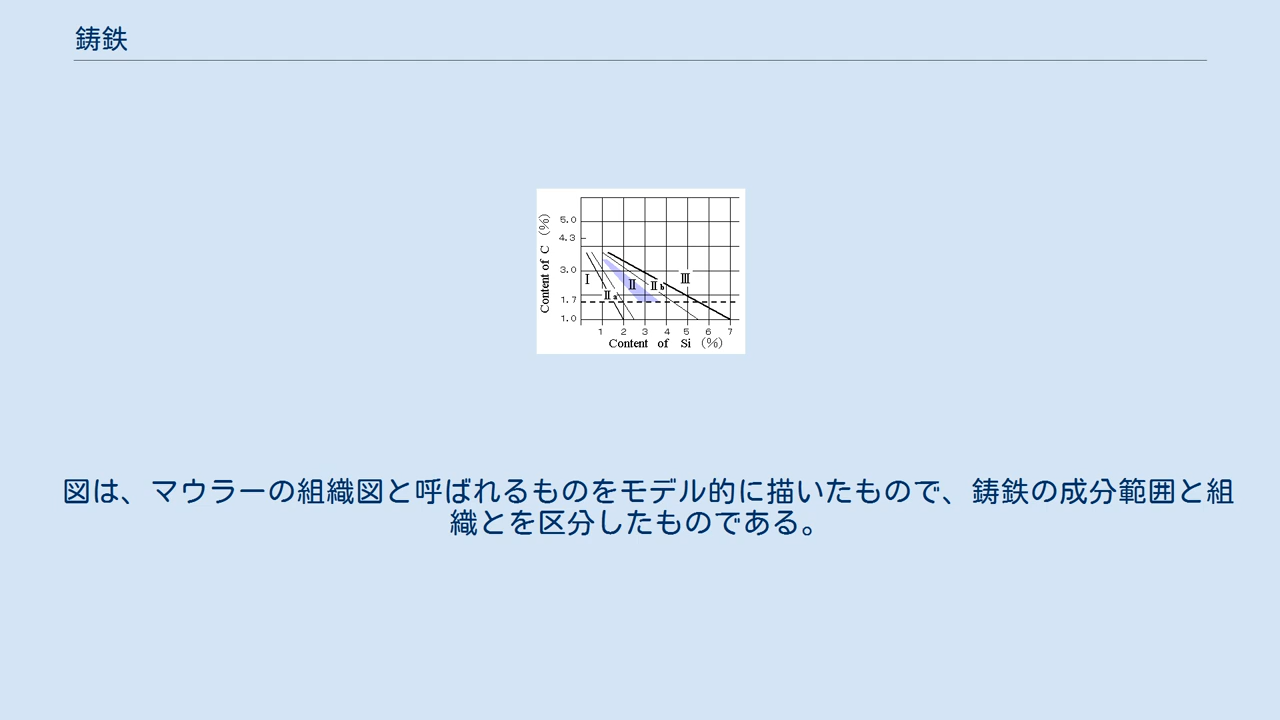 鋳鉄
Content of C (%)
5.0
4.3
3.0
1.7
1.0
Ⅰ
Ⅱa
Ⅱ
Ⅱb
Ⅲ
1 2 3 4 5 6 7
Content of Si (%)
図は、マウラーの組織図と呼ばれるものをモデル的に描いたもので、鋳鉄の成分範囲と組
織とを区分したものである。